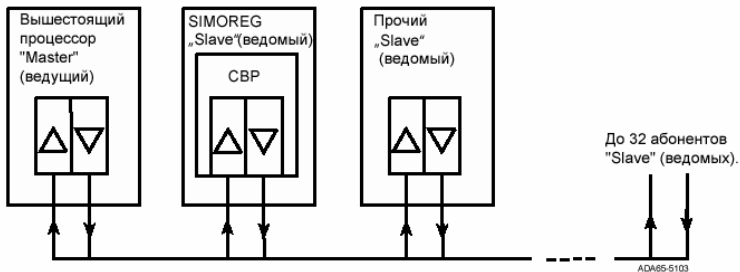 Вышестоящий
процессор
"Master"
(ведущий)
SIMOREG
„Slave“(ведомый)
CBP
Прочий
„Slave“
(ведомый)
До 32 абонентов
"Slave" (ведомых).
ADA65-5103